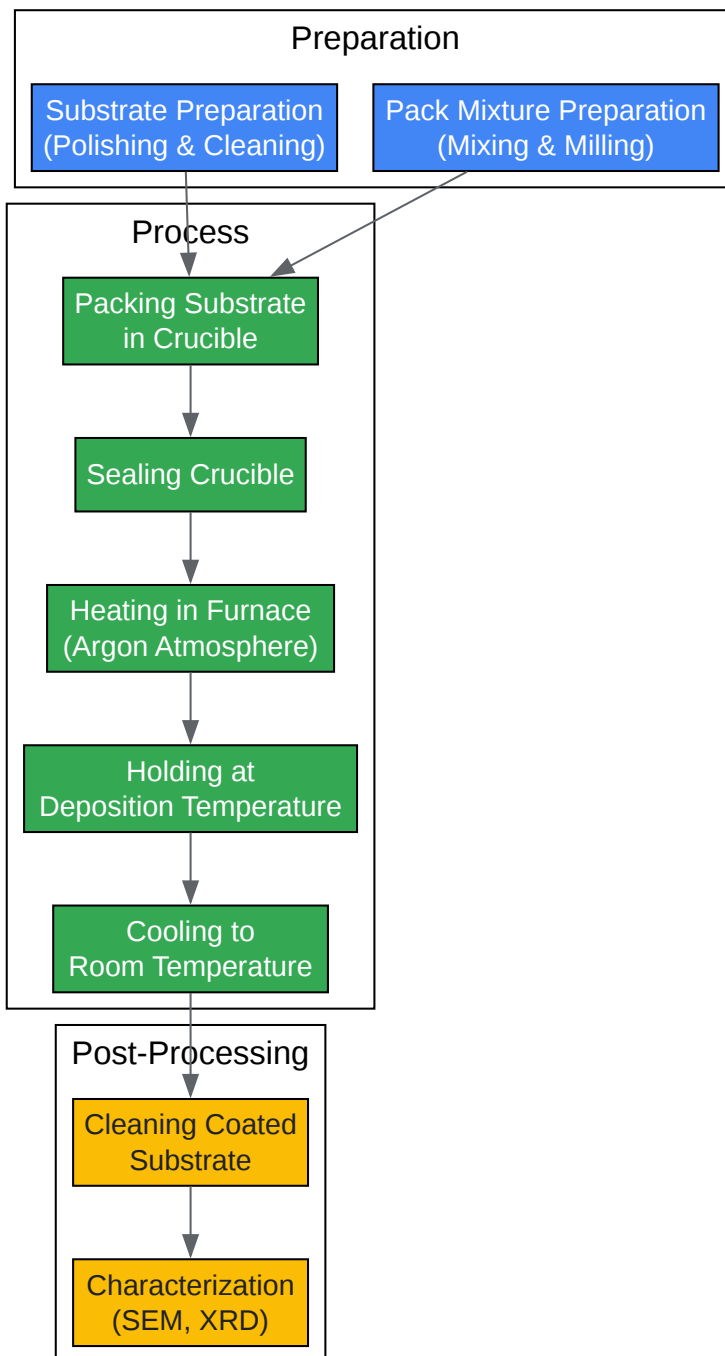 Preparation
Substrate Preparation
(Polishing & Cleaning)
Pack Mixture Preparation
(Mixing & Milling)
Process
Packing Substrate
in Crucible
Sealing Crucible
Heating in Furnace
(Argon Atmosphere)
Holding at
Deposition Temperature
Cooling to
Room Temperature
Post-Processing
Cleaning Coated
Substrate
Characterization
(SEM, XRD)